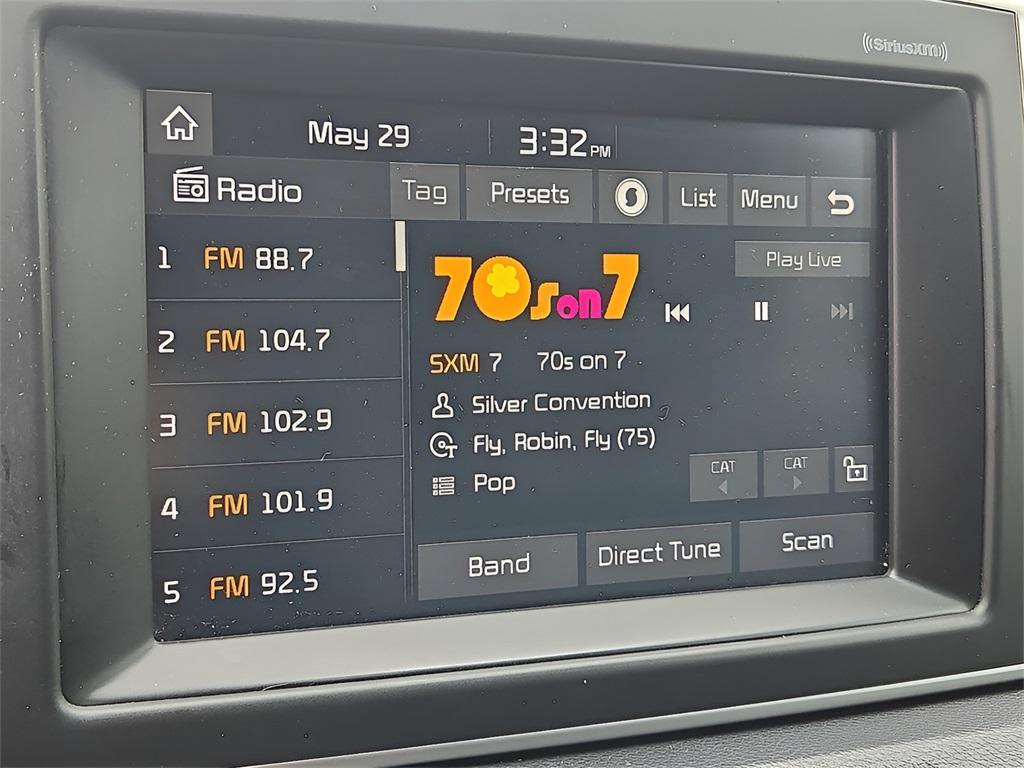 SiriusXM
May 29 3:32 PM
Radio Tag Presets List Menu
1 FM 88.7
2 FM 104.7
3 FM 102.9
4 FM 101.9
5 FM 92.5
Play Live
70s on 7
SXM 7 70s on 7
Silver Convention
Fly, Robin, Fly (75)
Pop
CAT CAT
Band Direct Tune Scan